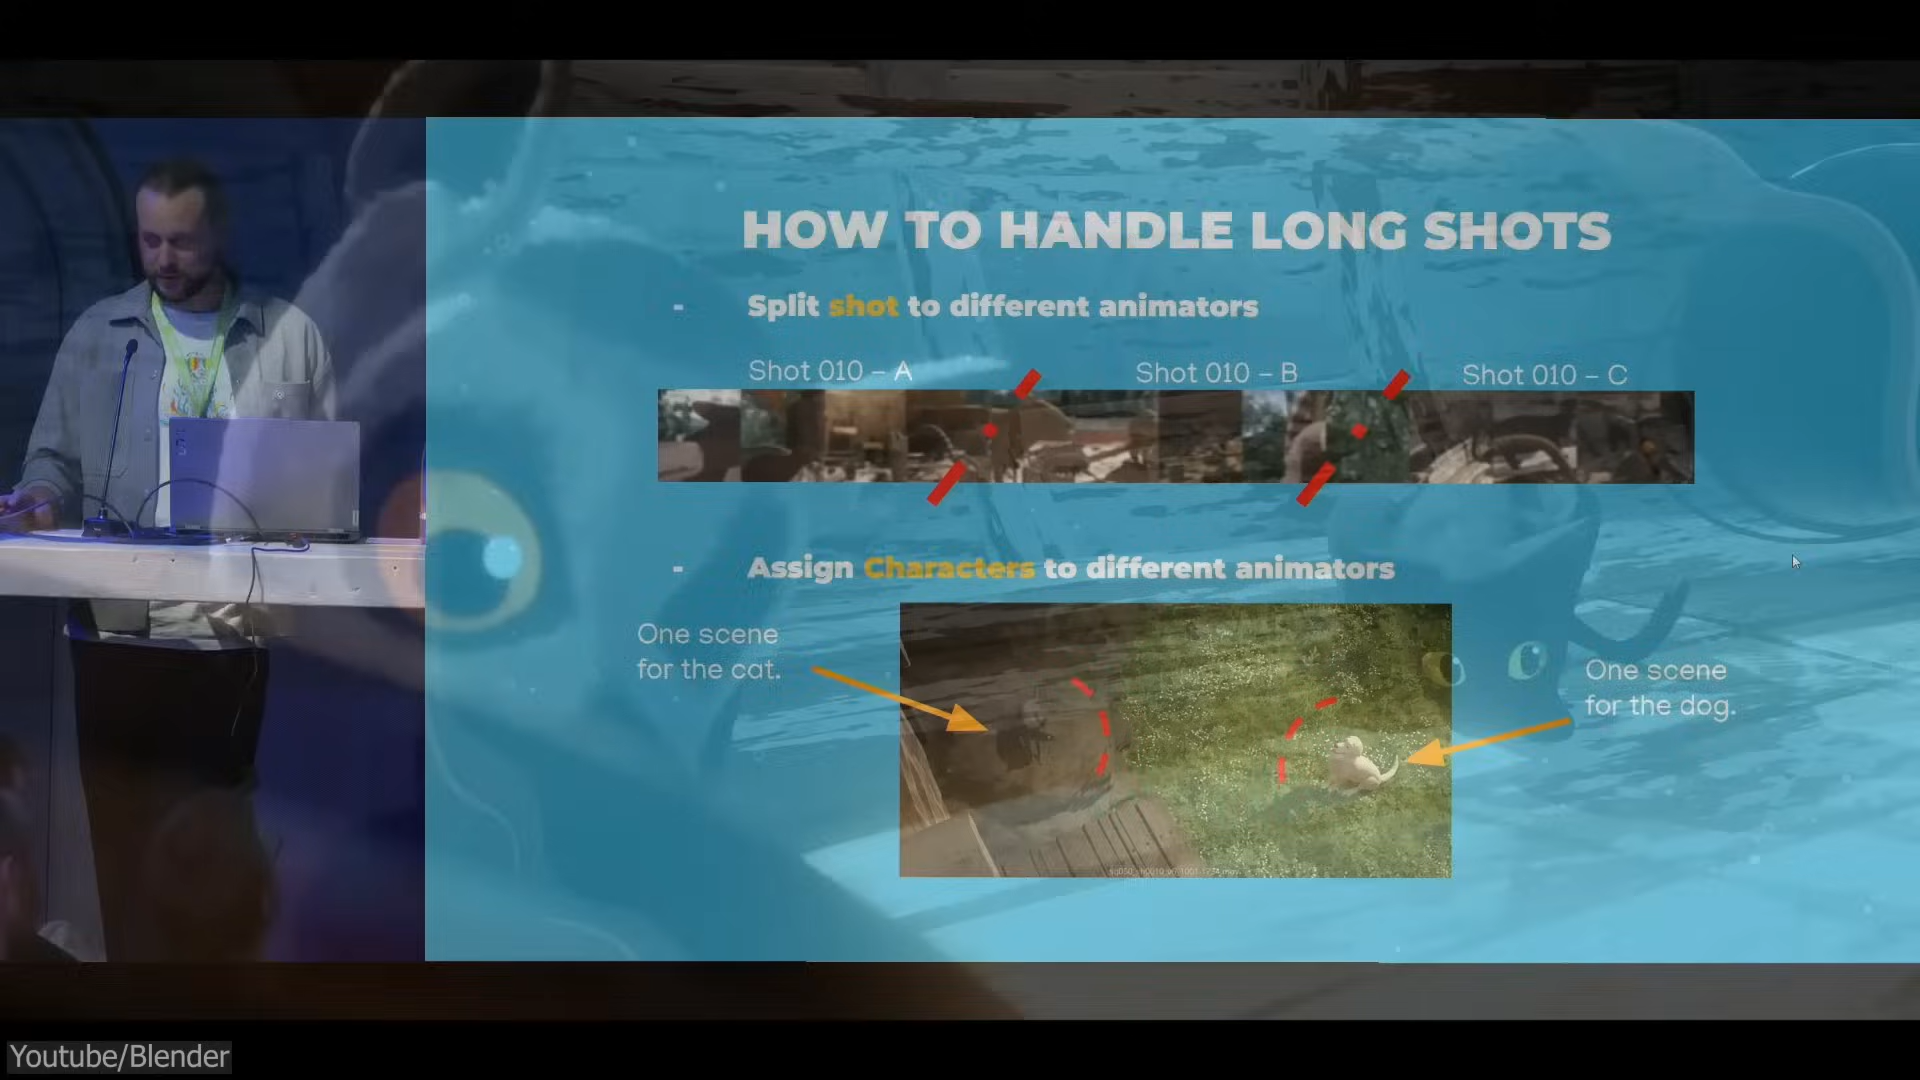 HOW TO HANDLE LONG SHOTS
- Split shot to different animators
Shot 010 – A
Shot 010 – B
Shot 010 – C
- Assign Characters to different animators
One scene
for the cat.
One scene
for the dog.
Youtube/Blender